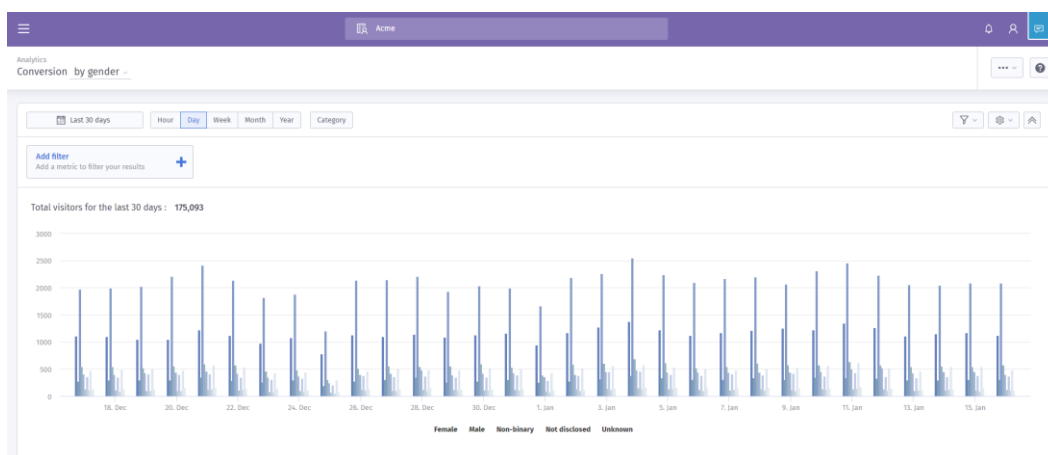 Acme
Analytics
Conversion by gender
Last 30 days
Hour Day Week Month Year
Category
Add filter
Add a metric to filter your results
Total visitors for the last 30 days : 175,093
3000
2500
2000
1500
1000
500
0
18. Dec 20. Dec 22. Dec 24. Dec 26. Dec 28. Dec 30. Dec 1. Jan 3. Jan 5. Jan 7. Jan 9. Jan 11. Jan 13. Jan 15. Jan
Female Male Non-binary Not disclosed Unknown